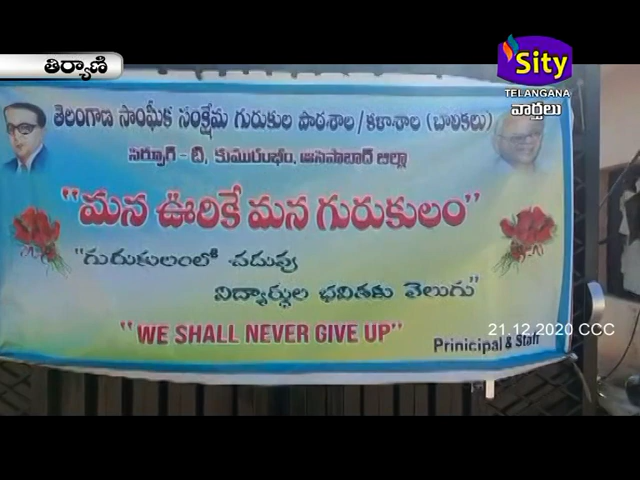 తిర్యాణి
Sity
TELANGANA
వార్తలు
తెలంగాణ సాంఘీక సంక్షేమ గురుకుల పాఠశాల / కళాశాల (బాలికలు)
సిర్పూర్ - టి, కుమురంభీం, ఆసిఫాబాద్ జిల్లా
"మన ఊరికే మన గురుకులం"
"గురుకులంలో చదువు
విద్యార్థుల భవితకు వెలుగు"
"WE SHALL NEVER GIVE UP"
21.12.2020 CCC
Prinicipal & Staff